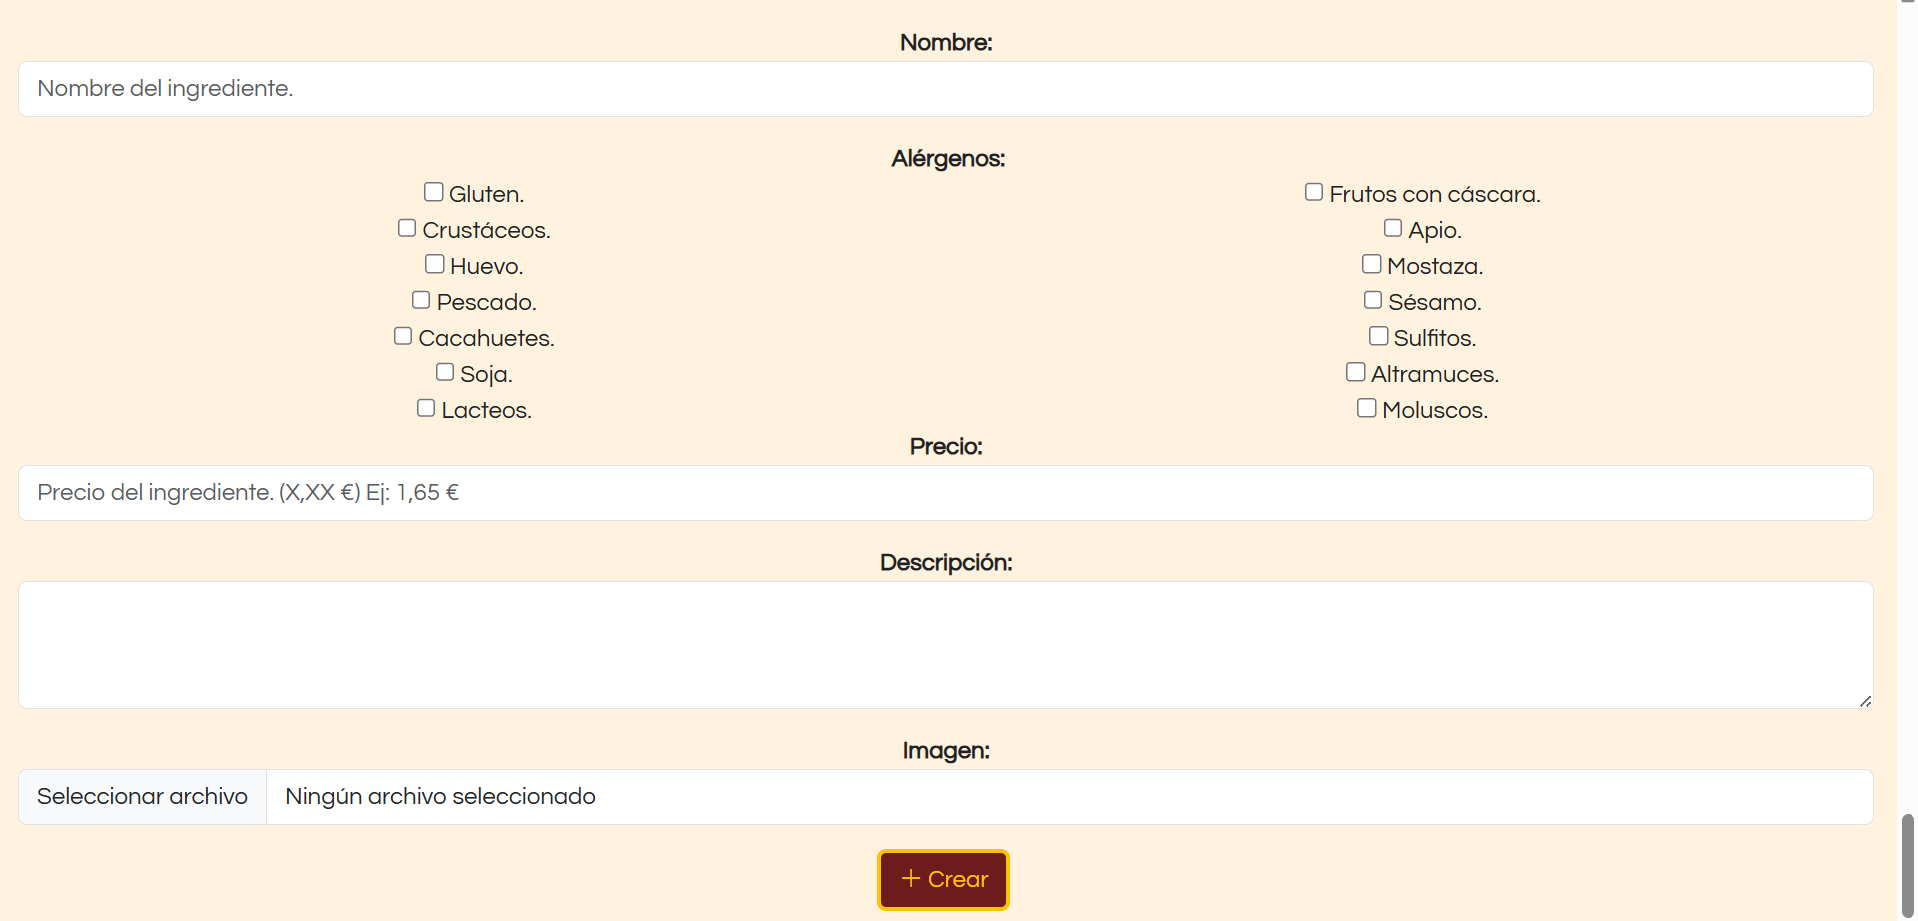 Nombre:
Nombre del ingrediente.
Alérgenos:
Gluten.
Crustáceos.
Huevo.
Pescado.
Cacahuetes.
Soja.
Lacteos.
Frutos con cáscara.
Apio.
Mostaza.
Sésamo.
Sulfitos.
Altramuces.
Moluscos.
Precio:
Precio del ingrediente. (X,XX €) Ej: 1,65 €
Descripción:
Imagen:
Seleccionar archivo Ningún archivo seleccionado
+ Crear